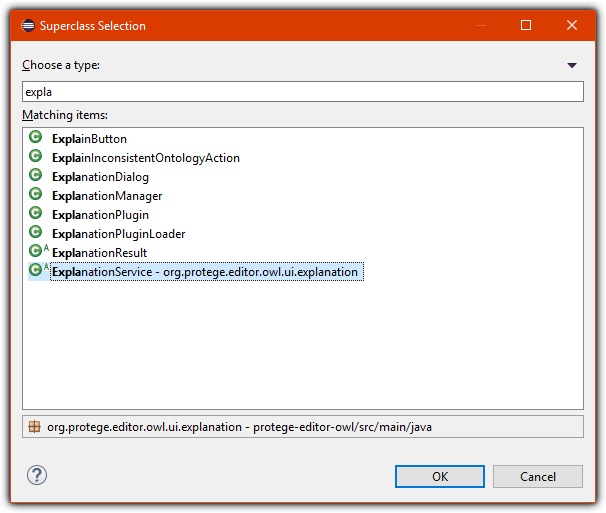 Superclass Selection
Choose a type:
expla
Matching items:
C ExplainButton
C ExplainInconsistentOntologyAction
C ExplanationDialog
C ExplanationManager
C ExplanationPlugin
C ExplanationPluginLoader
C A ExplanationResult
C A ExplanationService - org.protege.editor.owl.ui.explanation
org.protege.editor.owl.ui.explanation - protege-editor-owl/src/main/java
? OK Cancel